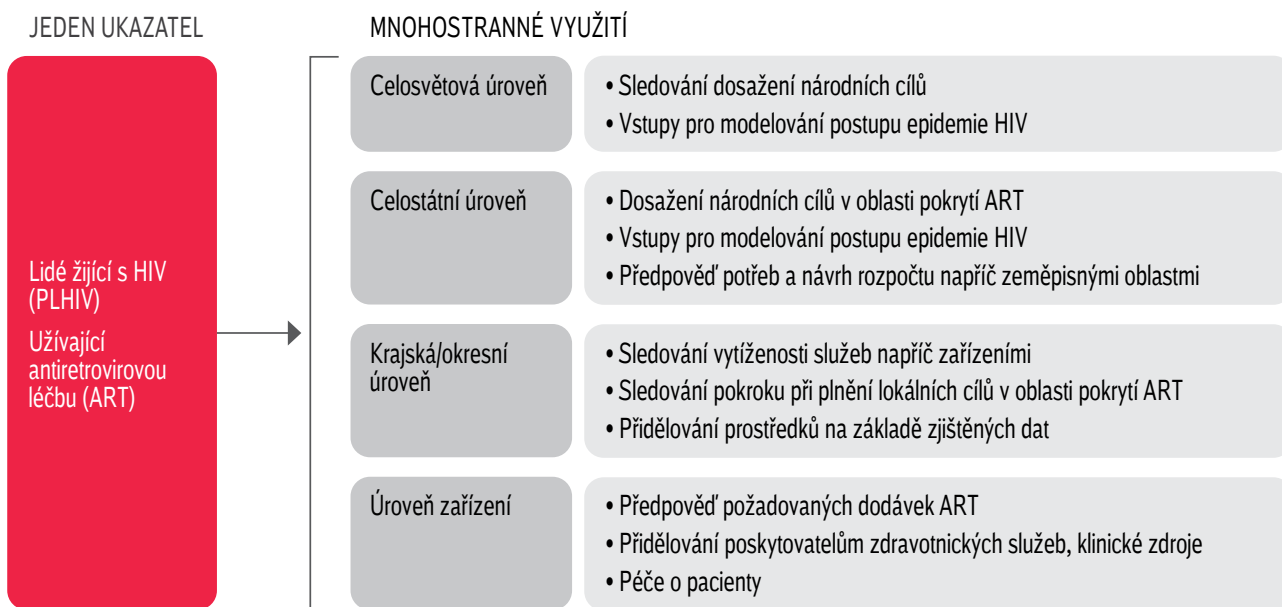 JEDEN UKAZATEL
MNOHOSTRANNÉ VYUŽITÍ
Lidé žijící s HIV
(PLHIV)
Užívající
antiretrovirovou
léčbu (ART)
Celosvětová úroveň
• Sledování dosažení národních cílů
• Vstupy pro modelování postupu epidemie HIV
Celostátní úroveň
• Dosažení národních cílů v oblasti pokrytí ART
• Vstupy pro modelování postupu epidemie HIV
• Předpověď potřeb a návrh rozpočtu napříč zeměpisnými oblastmi
Krajská/okresní
úroveň
• Sledování vytíženosti služeb napříč zařízeními
• Sledování pokroku při plnění lokálních cílů v oblasti pokrytí ART
• Přidělování prostředků na základě zjištěných dat
Úroveň zařízení
• Předpověď požadovaných dodávek ART
• Přidělování poskytovatelům zdravotnických služeb, klinické zdroje
• Péče o pacienty